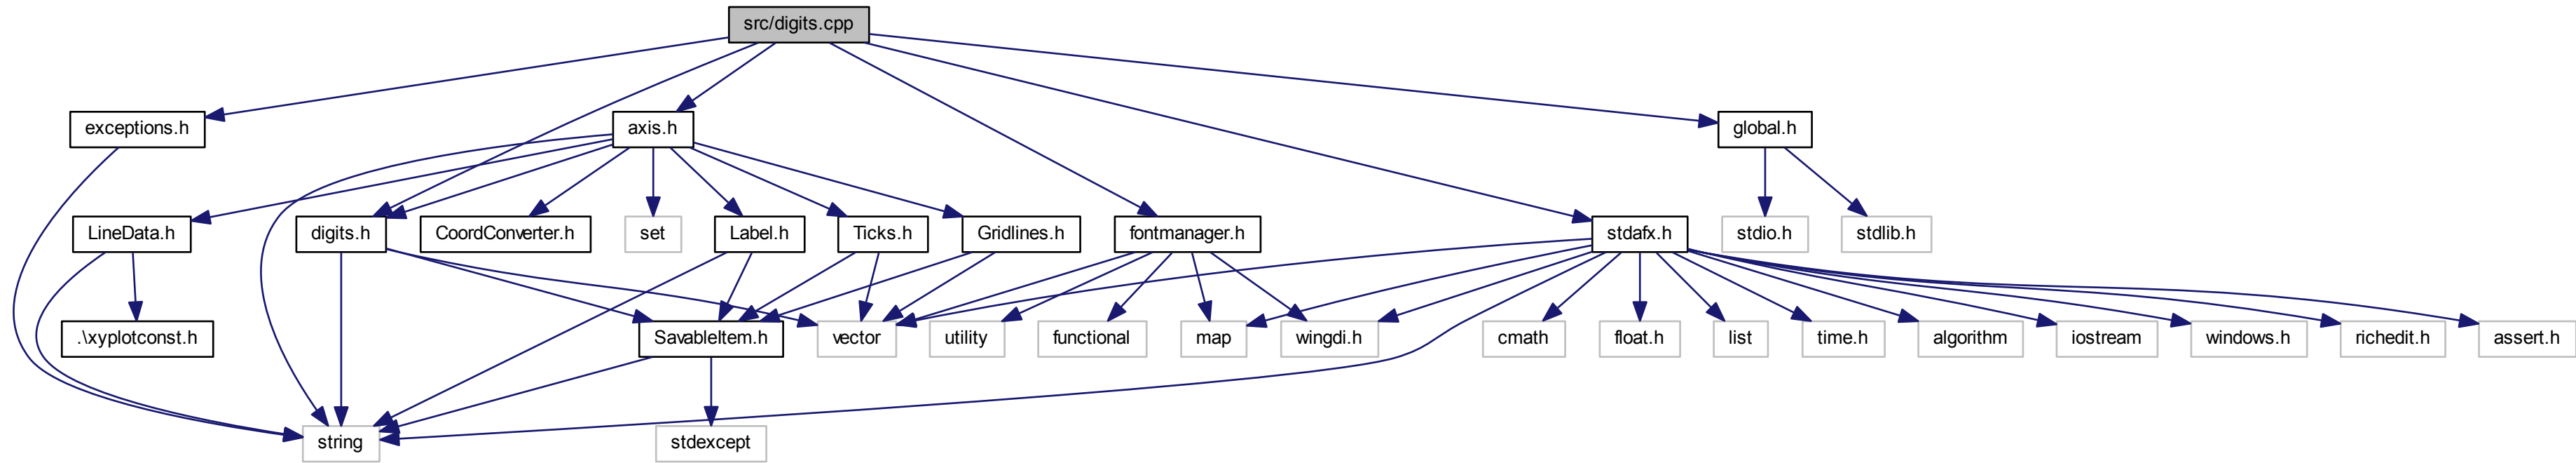 src/digits.cpp
exceptions.h
axis.h
global.h
LineData.h
digits.h
CoordConverter.h
set
Label.h
Ticks.h
Gridlines.h
fontmanager.h
stdafx.h
stdio.h
stdlib.h
.\xyplotconst.h
SavableItem.h
vector
utility
functional
map
wingdi.h
cmath
float.h
list
time.h
algorithm
iostream
windows.h
richedit.h
assert.h
string
stdexcept